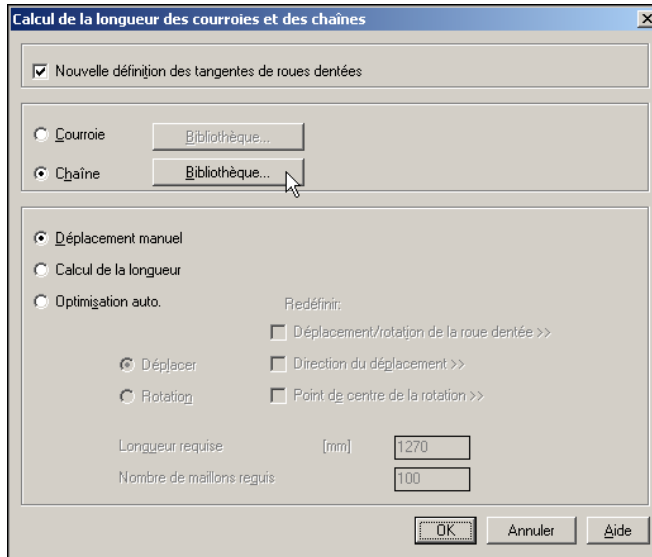 Calcul de la longueur des courroies et des chaînes
Nouvelle définition des tangentes de roues dentées
Courroie Bibliothèque...
Chaîne Bibliothèque...
Déplacement manuel
Calcul de la longueur
Optimisation auto. Redéfinir:
Déplacement/rotation de la roue dentée >>
Déplacer Direction du déplacement >>
Rotation Point de centre de la rotation >>
Longueur requise [mm] 1270
Nombre de maillons requis 100
OK Annuler Aide